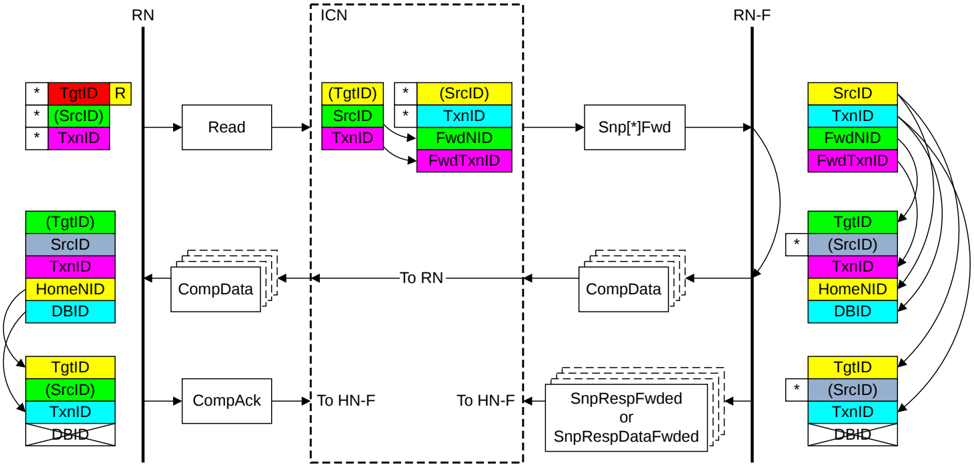 RN
ICN
RN-F
* TgtID R
* (SrcID)
* TxnID
Read
(TgtID)
SrcID
TxnID
* (SrcID)
* TxnID
FwdNID
FwdTxnID
Snp[*]Fwd
SrcID
TxnID
FwdNID
FwdTxnID
(TgtID)
SrcID
TxnID
HomeNID
DBID
CompData
To RN
CompData
TgtID
* (SrcID)
TxnID
HomeNID
DBID
TgtID
(SrcID)
TxnID
DBID
CompAck
To HN-F
To HN-F
SnpRespFwded
or
SnpRespDataFwded
TgtID
* (SrcID)
TxnID
DBID